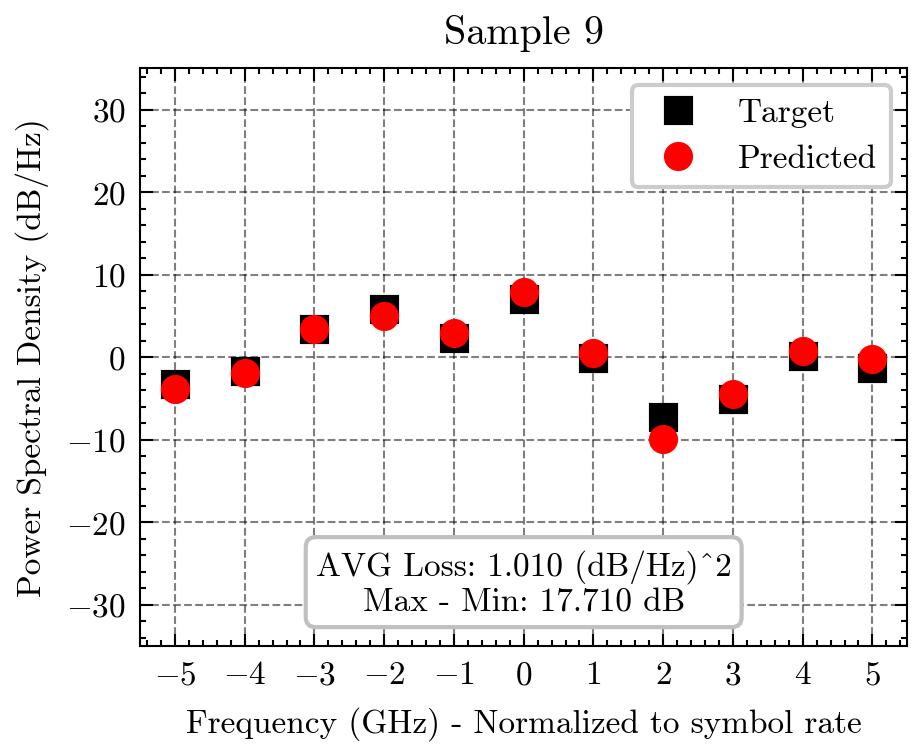 Sample 9
Power Spectral Density (dB/Hz)
30
20
10
0
−10
−20
−30
Target
Predicted
AVG Loss: 1.010 (dB/Hz)^2
Max - Min: 17.710 dB
−5 −4 −3 −2 −1 0 1 2 3 4 5
Frequency (GHz) - Normalized to symbol rate